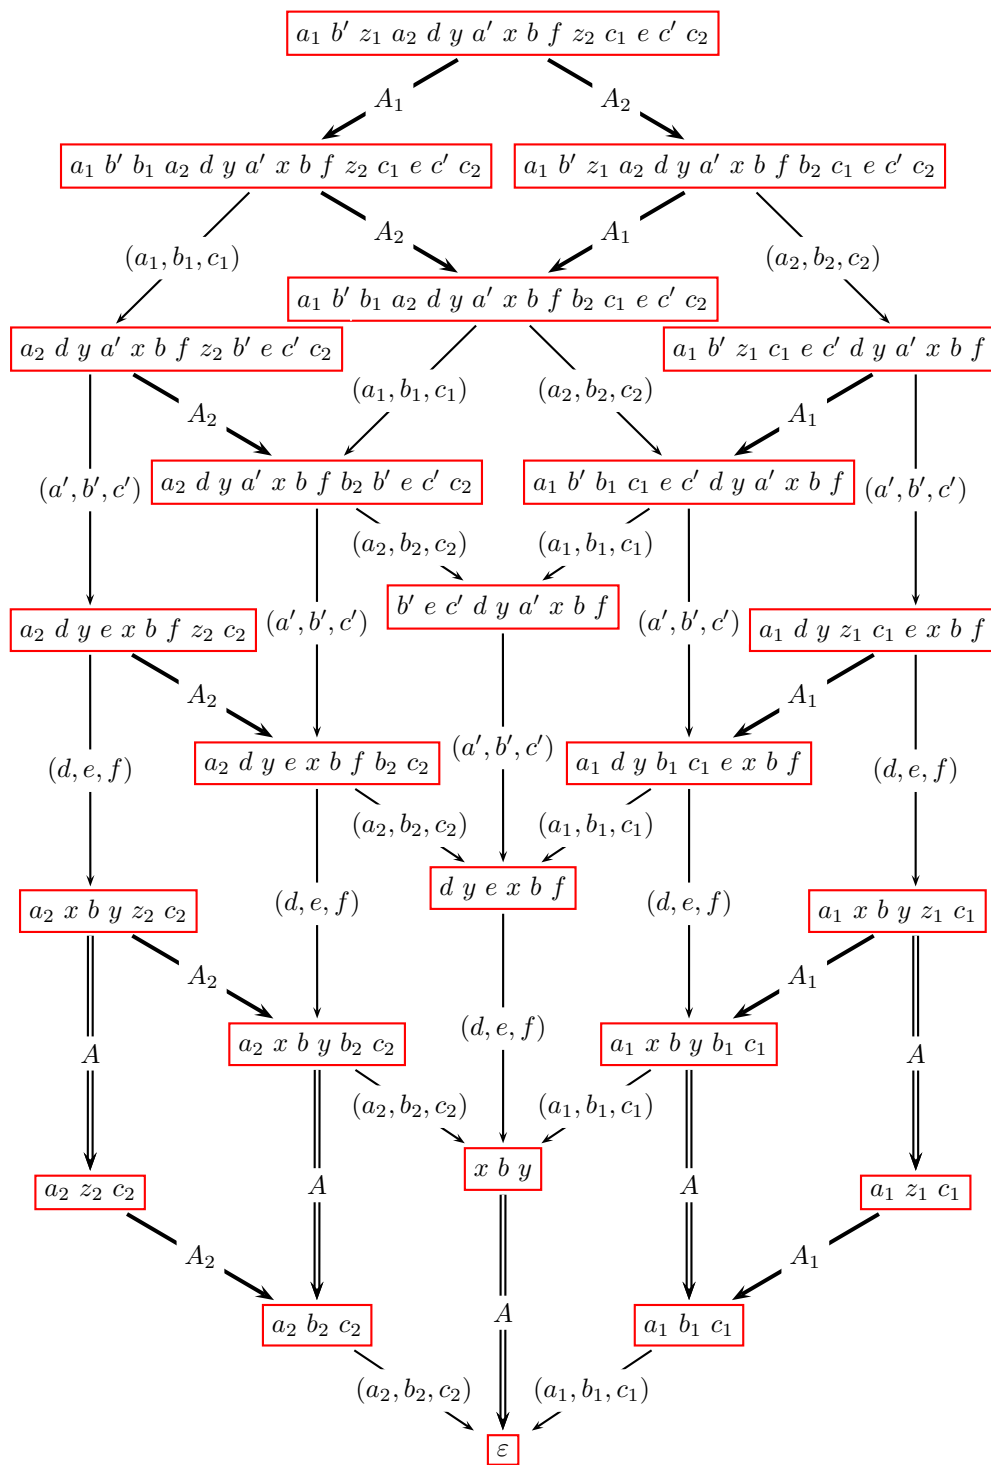 a₁ b′ z₁ a₂ d y a′ x b f z₂ c₁ e c′ c₂
A₁ A₂
a₁ b′ b₁ a₂ d y a′ x b f z₂ c₁ e c′ c₂ a₁ b′ z₁ a₂ d y a′ x b f b₂ c₁ e c′ c₂
A₂ A₁
(a₁, b₁, c₁) (a₂, b₂, c₂)
a₁ b′ b₁ a₂ d y a′ x b f b₂ c₁ e c′ c₂
a₂ d y a′ x b f z₂ b′ e c′ c₂ a₁ b′ z₁ c₁ e c′ d y a′ x b f
(a₁, b₁, c₁) (a₂, b₂, c₂)
A₂ A₁
a₂ d y a′ x b f b₂ b′ e c′ c₂ a₁ b′ b₁ c₁ e c′ d y a′ x b f
(a′, b′, c′) (a′, b′, c′)
(a₂, b₂, c₂) (a₁, b₁, c₁)
b′ e c′ d y a′ x b f
(a′, b′, c′) (a′, b′, c′)
a₂ d y e x b f z₂ c₂ a₁ d y z₁ c₁ e x b f
A₂ A₁
(a′, b′, c′)
a₂ d y e x b f b₂ c₂ a₁ d y b₁ c₁ e x b f
(d, e, f) (d, e, f)
(a₂, b₂, c₂) (a₁, b₁, c₁)
d y e x b f
(d, e, f) (d, e, f)
a₂ x b y z₂ c₂ a₁ x b y z₁ c₁
A₂ A₁
(d, e, f)
a₂ x b y b₂ c₂ a₁ x b y b₁ c₁
A A
(a₂, b₂, c₂) (a₁, b₁, c₁)
x b y
A A
a₂ z₂ c₂ a₁ z₁ c₁
A₂ A₁
A
a₂ b₂ c₂ a₁ b₁ c₁
(a₂, b₂, c₂) (a₁, b₁, c₁)
ε